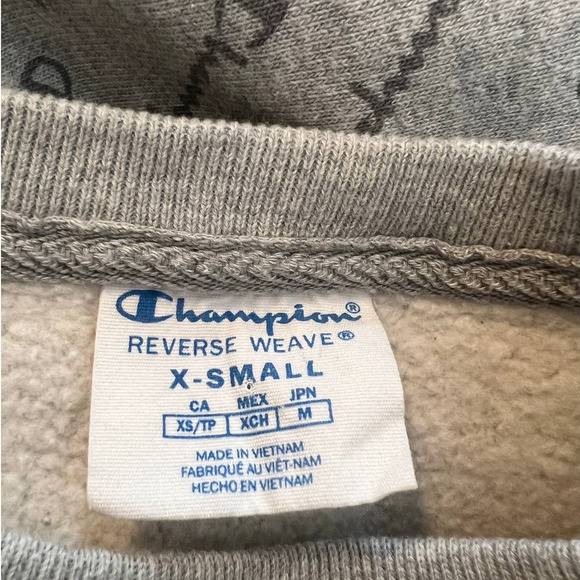 Champion®
REVERSE WEAVE®
X-SMALL
CA MEX JPN
XS/TP XCH M
MADE IN VIETNAM
FABRIQUÉ AU VIÊT-NAM
HECHO EN VIETNAM